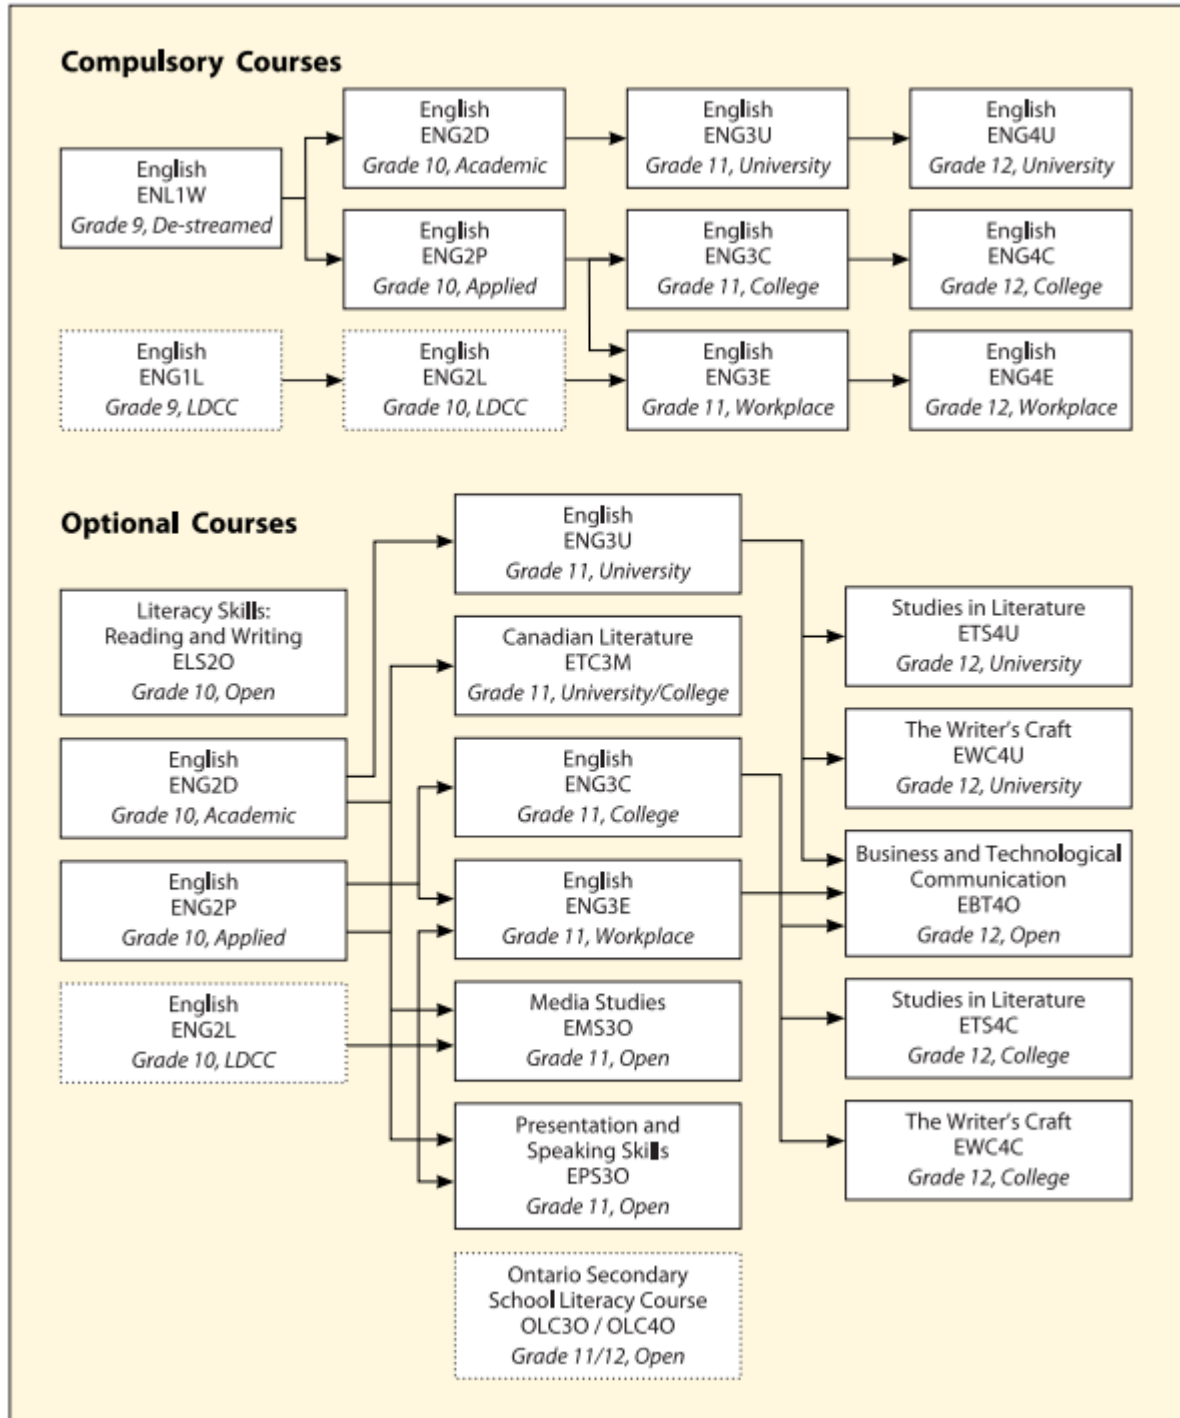 Compulsory Courses
English
ENL1W
Grade 9, De-streamed
English
ENG2D
Grade 10, Academic
English
ENG3U
Grade 11, University
English
ENG4U
Grade 12, University
English
ENG2P
Grade 10, Applied
English
ENG3C
Grade 11, College
English
ENG4C
Grade 12, College
English
ENG1L
Grade 9, LDCC
English
ENG2L
Grade 10, LDCC
English
ENG3E
Grade 11, Workplace
English
ENG4E
Grade 12, Workplace
Optional Courses
Literacy Skills:
Reading and Writing
ELS2O
Grade 10, Open
English
ENG2D
Grade 10, Academic
English
ENG2P
Grade 10, Applied
English
ENG2L
Grade 10, LDCC
English
ENG3U
Grade 11, University
Canadian Literature
ETC3M
Grade 11, University/College
English
ENG3C
Grade 11, College
English
ENG3E
Grade 11, Workplace
Media Studies
EMS3O
Grade 11, Open
Presentation and
Speaking Skills
EPS3O
Grade 11, Open
Ontario Secondary
School Literacy Course
OLC3O / OLC4O
Grade 11/12, Open
Studies in Literature
ETS4U
Grade 12, University
The Writer's Craft
EWC4U
Grade 12, University
Business and Technological
Communication
EBT4O
Grade 12, Open
Studies in Literature
ETS4C
Grade 12, College
The Writer's Craft
EWC4C
Grade 12, College